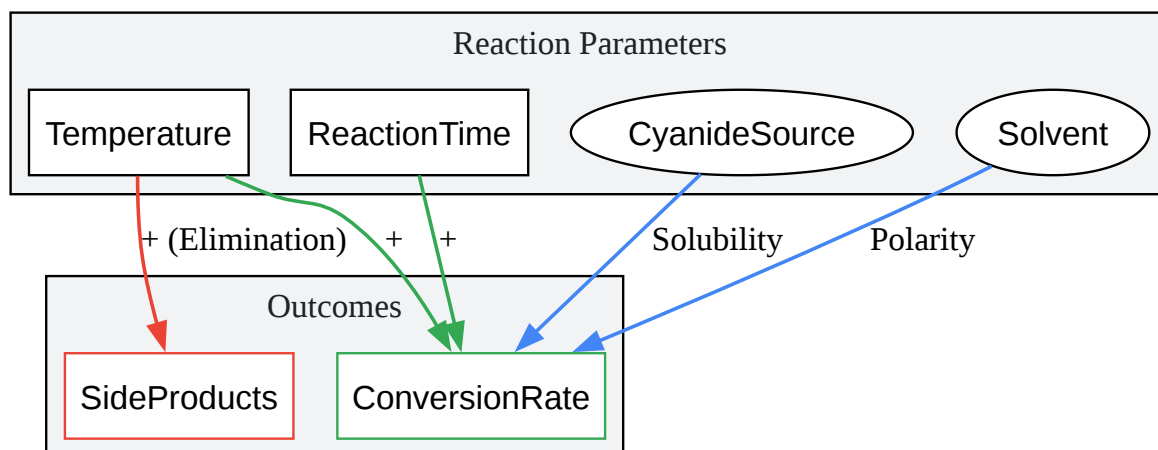 Reaction Parameters
Temperature
ReactionTime
CyanideSource
Solvent
+ (Elimination)
+
+
Solubility
Polarity
Outcomes
SideProducts
ConversionRate